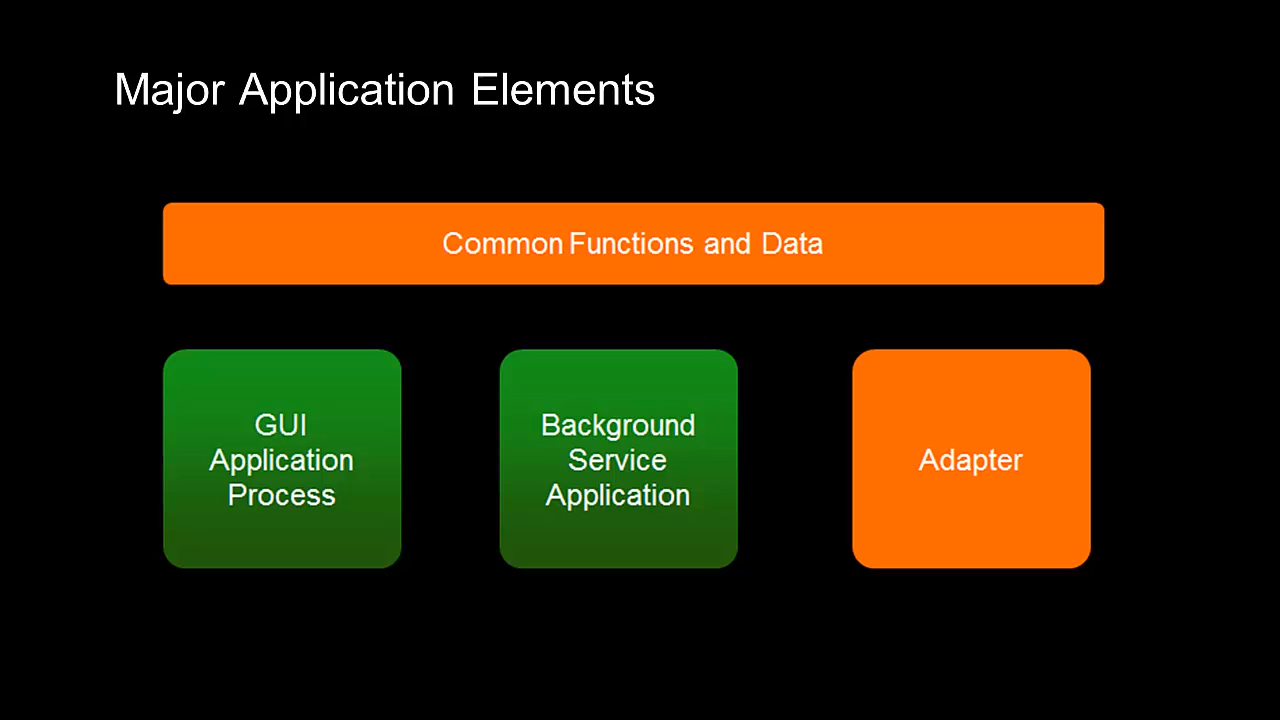 Major Application Elements
Common Functions and Data
GUI
Application
Process
Background
Service
Application
Adapter